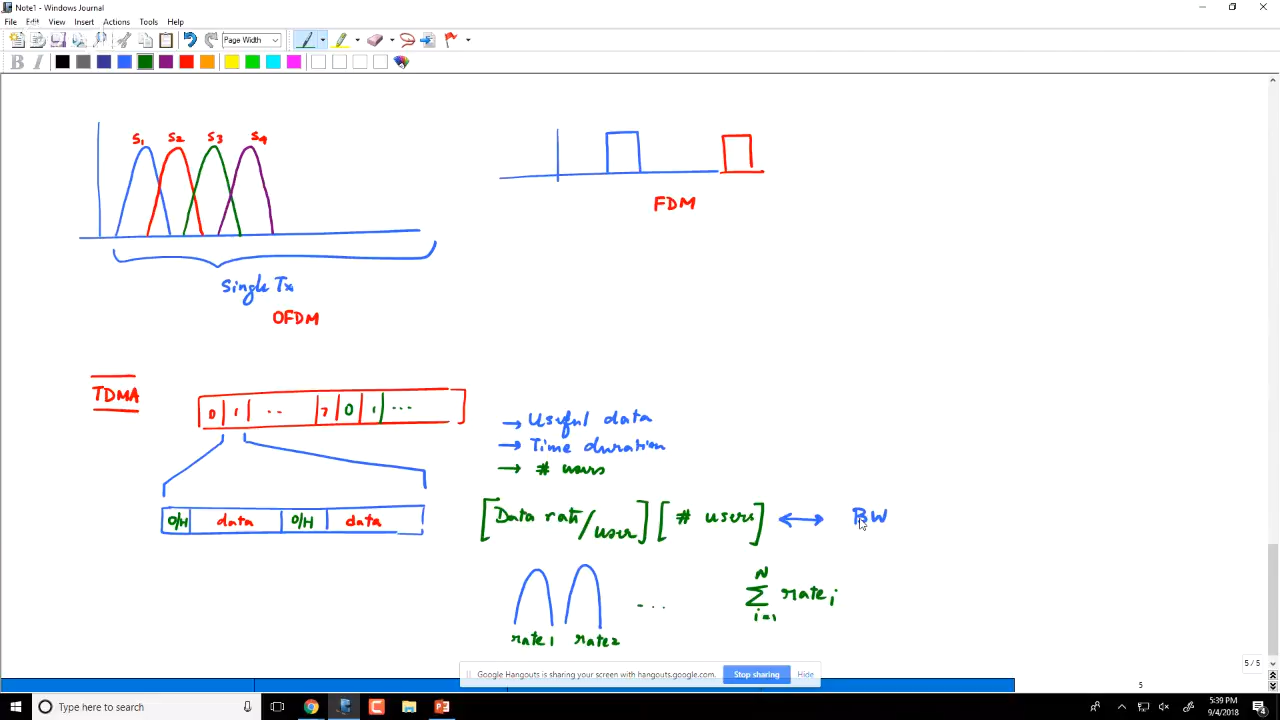 Note1 - Windows Journal
File Edit View Insert Actions Tools Help
Page Width
B I
S1 S2 S3 S4
FDM
Single Tx
OFDM
TDMA
0 1 .. 7 0 1 ...
→ Useful data
→ Time duration
→ # users
O/H data O/H data
[Data rate/user] [# users] ↔ BW
rate1 rate2 ...
N
∑ rate i
i=1
Google Hangouts is sharing your screen with hangouts.google.com. Stop sharing Hide
5 / 5
5
Type here to search
5:39 PM
9/4/2018
4